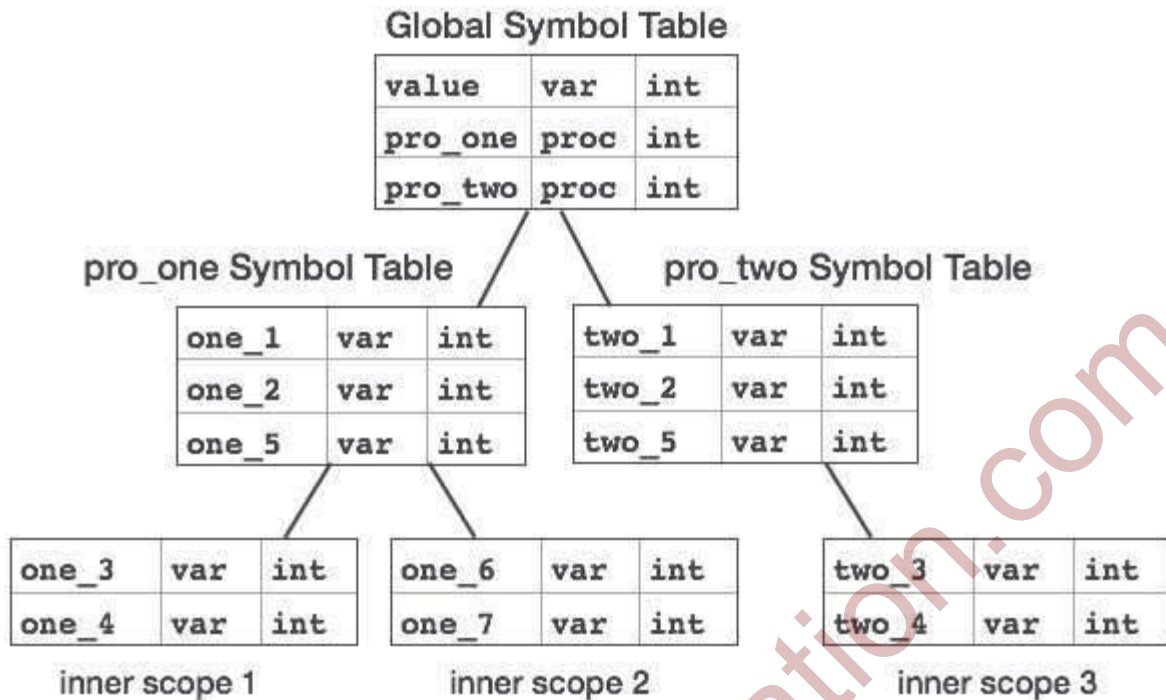 Global Symbol Table
value var int
pro_one proc int
pro_two proc int
pro_one Symbol Table
one_1 var int
one_2 var int
one_5 var int
pro_two Symbol Table
two_1 var int
two_2 var int
two_5 var int
one_3 var int
one_4 var int
inner scope 1
one_6 var int
one_7 var int
inner scope 2
two_3 var int
two_4 var int
inner scope 3
ation.com